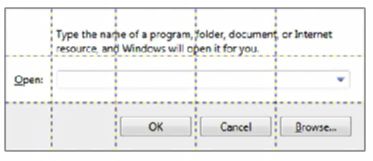 Type the name of a program, folder, document, or Internet
resource, and Windows will open it for you.
Open:
OK Cancel Browse...